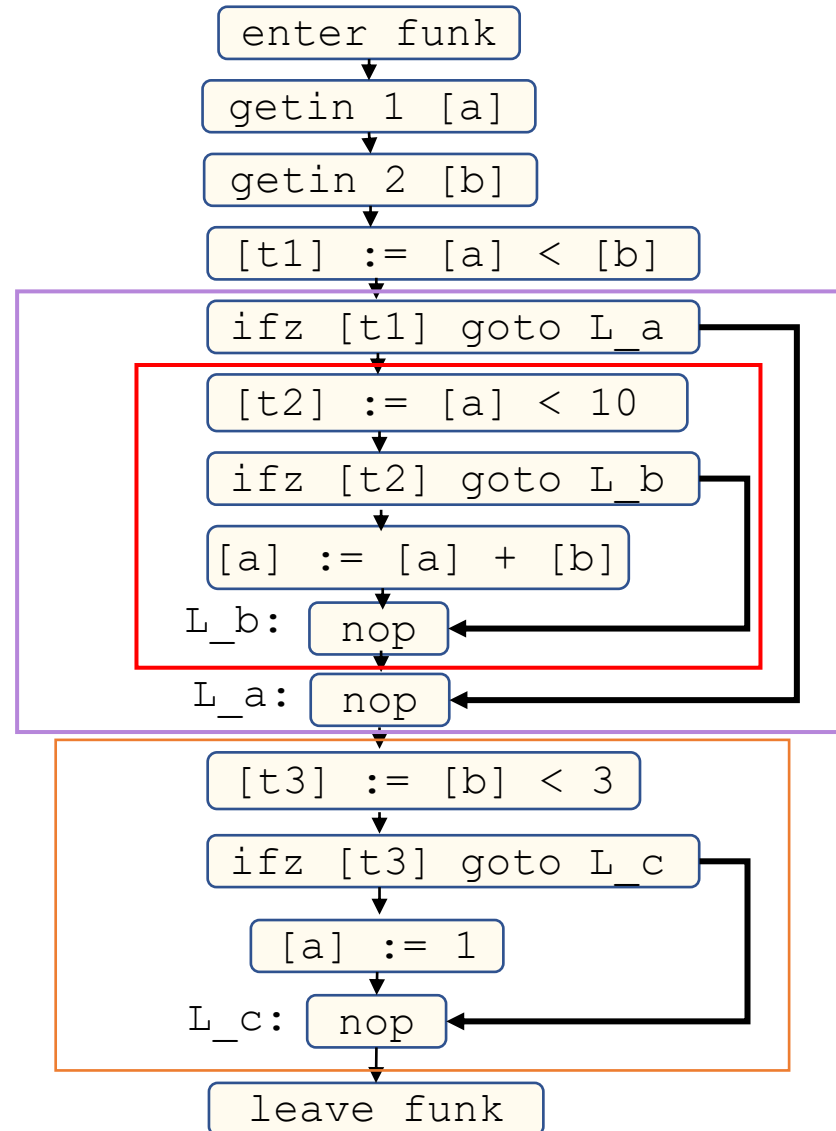 enter funk
getin 1 [a]
getin 2 [b]
[t1] := [a] < [b]
ifz [t1] goto L_a
[t2] := [a] < 10
ifz [t2] goto L_b
[a] := [a] + [b]
L_b: nop
L_a: nop
[t3] := [b] < 3
ifz [t3] goto L_c
[a] := 1
L_c: nop
leave funk